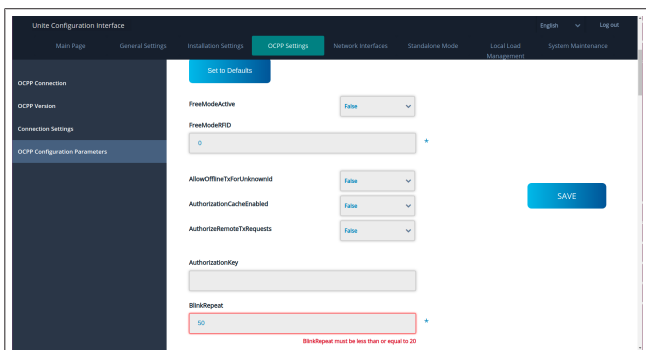 Unite Configuration Interface
English
Log out
Main Page
General Settings
Installation Settings
OCPP Settings
Network Interfaces
Standalone Mode
Local Load
Management
System Maintenance
OCPP Connection
OCPP Version
Connection Settings
OCPP Configuration Parameters
Set to Defaults
FreeModeActive
False
FreeModeRFID
0
*
AllowOfflineTxForUnknownId
False
AuthorizationCacheEnabled
False
AuthorizeRemoteTxRequests
False
AuthorizationKey
BlinkRepeat
50
*
BlinkRepeat must be less than or equal to 20
SAVE